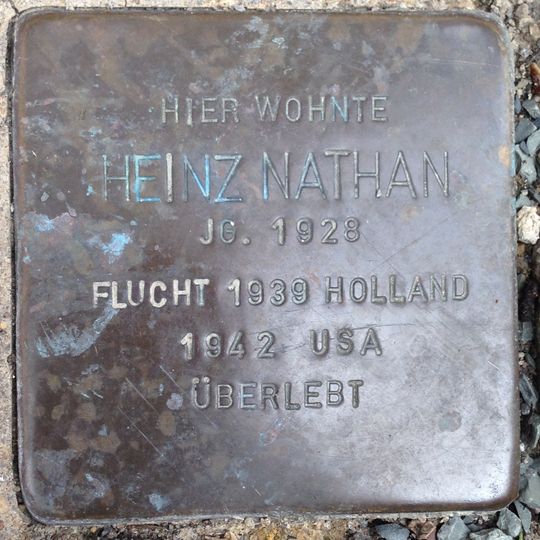 HIER WOHNTE
HEINZ NATHAN
JG. 1928
FLUCHT 1939 HOLLAND
1942 USA
ÜBERLEBT